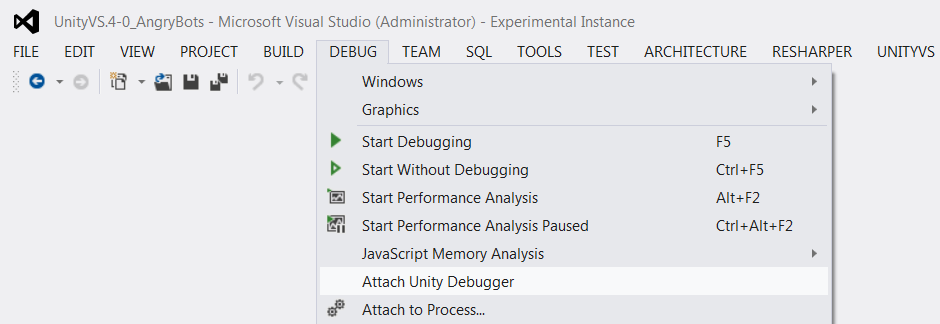 UnityVS.4-0_AngryBots - Microsoft Visual Studio (Administrator) - Experimental Instance
FILE EDIT VIEW PROJECT BUILD DEBUG TEAM SQL TOOLS TEST ARCHITECTURE RESHARPER UNITYVS
Windows
Graphics
Start Debugging F5
Start Without Debugging Ctrl+F5
Start Performance Analysis Alt+F2
Start Performance Analysis Paused Ctrl+Alt+F2
JavaScript Memory Analysis
Attach Unity Debugger
Attach to Process...